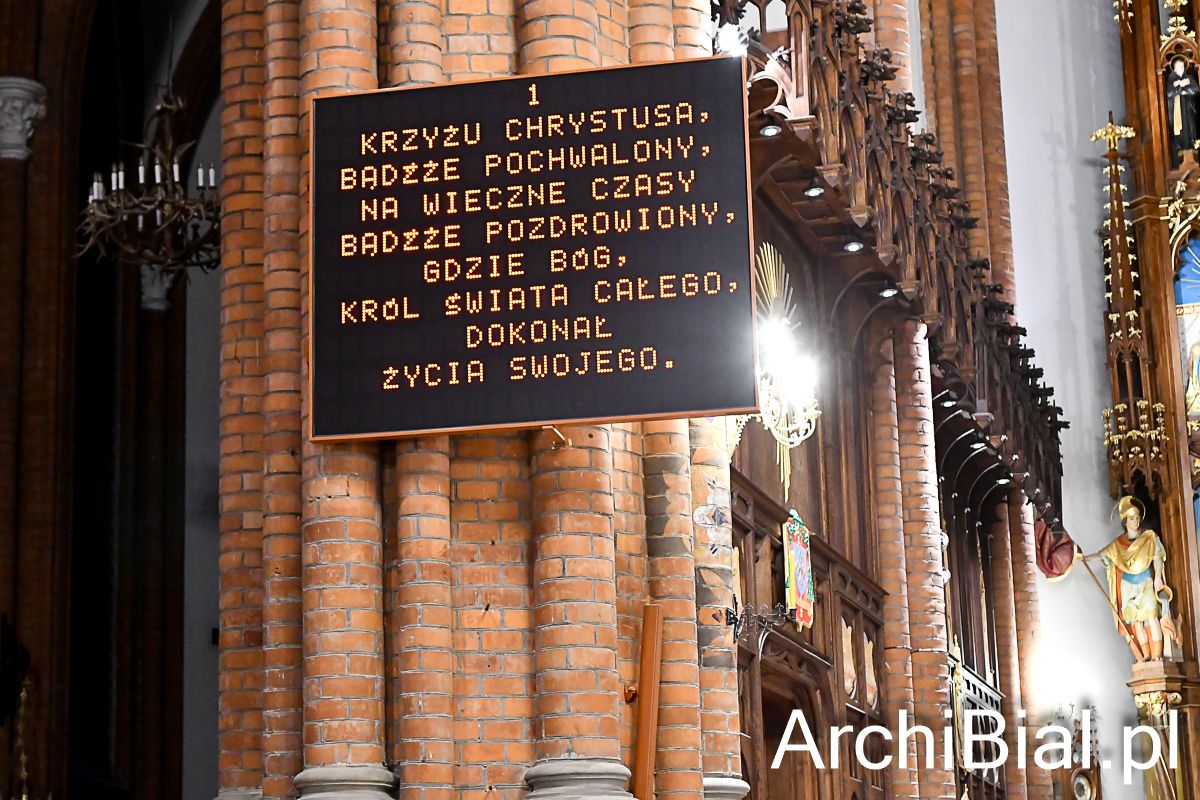 1
KRZYŻU CHRYSTUSA,
BĄDŹŻE POCHWALONY,
NA WIECZNE CZASY
BĄDŹŻE POZDROWIONY,
GDZIE BÓG,
KRÓL ŚWIATA CAŁEGO,
DOKONAŁ
ŻYCIA SWOJEGO.
ArchiBial.pl